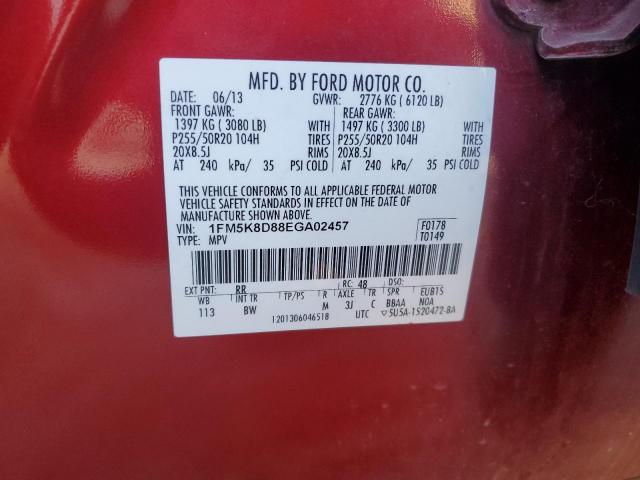 MFD. BY FORD MOTOR CO.
DATE: 06/13 GVWR: 2776 KG ( 6120 LB)
FRONT GAWR: REAR GAWR:
1397 KG ( 3080 LB) WITH 1497 KG ( 3300 LB) WITH
P255/50R20 104H TIRES P255/50R20 104H TIRES
20X8.5J RIMS 20X8.5J RIMS
AT 240 kPa/ 35 PSI COLD AT 240 kPa/ 35 PSI COLD
THIS VEHICLE CONFORMS TO ALL APPLICABLE FEDERAL MOTOR
VEHICLE SAFETY STANDARDS IN EFFECT ON THE DATE OF
MANUFACTURE SHOWN ABOVE.
VIN: 1FM5K8D88EGA02457 F0178
TYPE: MPV T0149
EXT PNT: RR RC: 48 DSO:
WB INT TR TP/PS R AXLE TR SPR EUB1S
113 BW M 3J C BBAA NOA
1201306046518 UTC ▽5U5A-1520472-BA